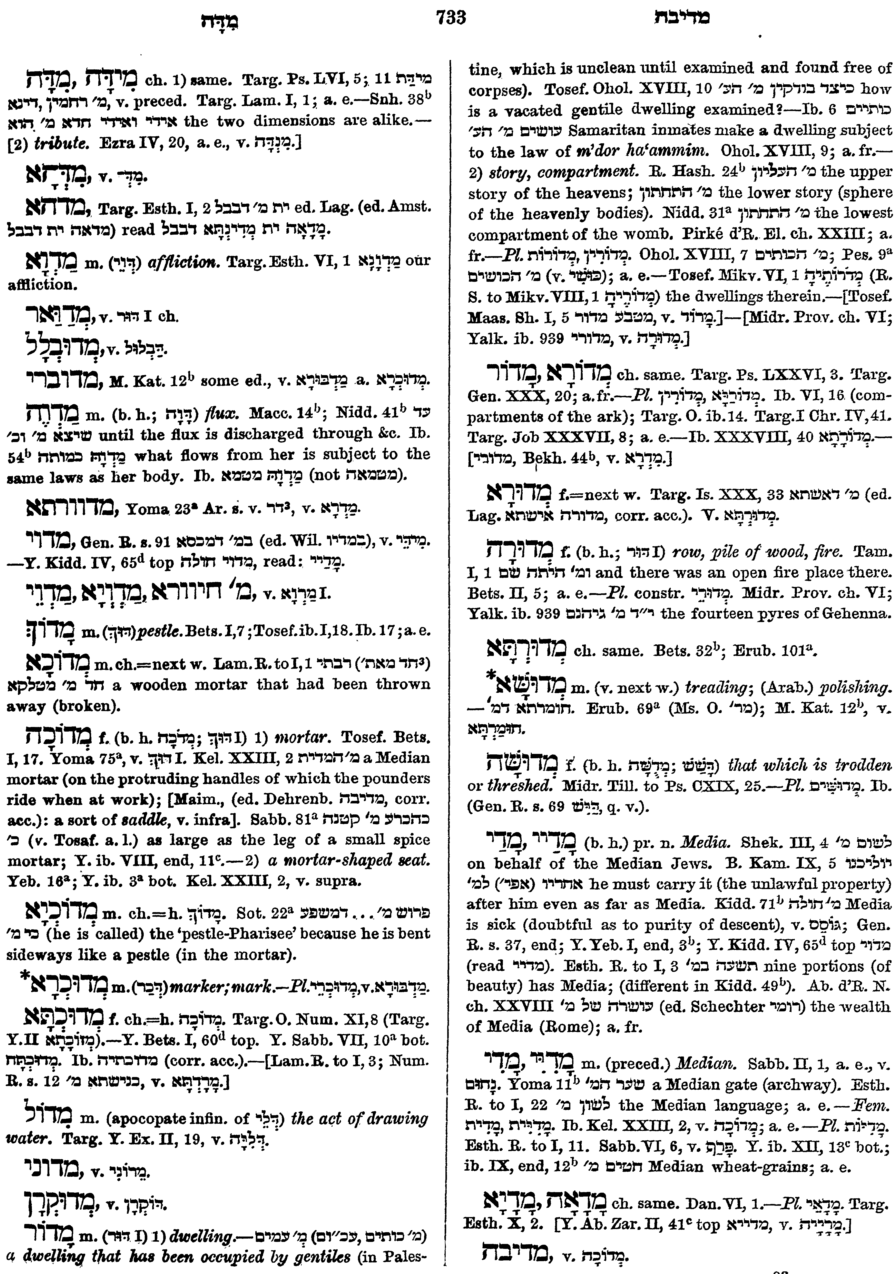 מִדָּה 733 מדיבה
מִידָּה, מִדָּה ch. 1) same. Targ. Ps. LVI, 5; 11 מידת
דינא, מ' רחמין, v. preced. Targ. Lam. I, 1; a. e.—Snh. 38ᵇ
אידי ואידי חדא מ' הוא the two dimensions are alike.—
[2) tribute. Ezra IV, 20, a. e., v. מִנְדָּה.]
מִדְּהָא, v. מִדְּ־.
מדהא, Targ. Esth. I, 2 ית מ' דבבל ed. Lag. (ed. Amst.
מדאה ית דבבל) read מְדָאָה יַת מְדִינְתָּא דבבל.
מַדְוָא m. (דְּוֵי) affliction. Targ. Esth. VI, 1 מַדְוָנָא our
affliction.
מְדַוָּאר, v. דּוּר I ch.
מְדוּבְלָל, v. דַּבְלוּל.
מדוברי, M. Kat. 12ᵇ some ed., v. מַדְבּוּרָא a. מְדוּכְרָא.
מַדְוֶה m. (b. h.; דָּוָה) flux. Macc. 14ᵇ; Nidd. 41ᵇ עד
שיצא מ' וכ' until the flux is discharged through &c. Ib.
54ᵇ מַדְוֶהָ כמותה what flows from her is subject to the
same laws as her body. Ib. מַדְוֶהָ מטמא (not מטמאה).
מדוורתא, Yoma 23ᵃ Ar. s. v. דר³, v. מַדְרָא.
מדוי, Gen. R. s. 91 במ' דמכסא (ed. Wil. במדיו), v. מַדְהֵי.
—Y. Kidd. IV, 65ᵈ top מדוי חולה, read: מָדַיי.
מַדְוֵי, מַדְוְיָא, מ' חיוורא, v. מַרְוָא I.
מָדוֹךְ m. (דּוּךְ) pestle. Bets. I, 7; Tosef. ib. I, 18. Ib. 17; a. e.
מְדוֹכָא m. ch.=next w. Lam. R. to I, 1 רבתי (חד מאת'³)
חד מ' מטלקא a wooden mortar that had been thrown
away (broken).
מְדוֹכָה f. (b. h. מְדֹכָה; דּוּךְ I) 1) mortar. Tosef. Bets.
I, 17. Yoma 75ᵃ, v. דּוּךְ I. Kel. XXIII, 2 המדיית מ' a Median
mortar (on the protruding handles of which the pounders
ride when at work); [Maim., (ed. Dehrenb. מדיבה, corr.
acc.): a sort of saddle, v. infra]. Sabb. 81ᵃ כהכרע מ' קטנה
כ' (v. Tosaf. a. l.) as large as the leg of a small spice
mortar; Y. ib. VIII, end, 11ᶜ.—2) a mortar-shaped seat.
Yeb. 16ᵃ; Y. ib. 3ᵃ bot. Kel. XXIII, 2, v. supra.
מְדוֹכְיָא m. ch.=h. מָדוֹךְ. Sot. 22ᵃ פרוש מ' ... דמשפע
כי מ' (he is called) the 'pestle-Pharisee' because he is bent
sideways like a pestle (in the mortar).
*מְדוּכְרָא m. (דְּכַר) marker; mark.—Pl. מְדוּכְרֵי, v. מַדְבּוּרָא.
מְדוּכְתָּא f. ch.=h. מְדוֹכָה. Targ. O. Num. XI, 8 (Targ.
Y. II מְזוֹכְתָּא).—Y. Bets. I, 60ᵈ top. Y. Sabb. VII, 10ᵃ bot.
מְדוּכְתָּהּ. Ib. מדוכתיה (corr. acc.).—[Lam. R. to I, 3; Num.
R. s. 12 כנישתא מ', v. מָרָדְתָּא.]
מָדוֹל m. (apocopate infin. of דְּלֵי) the act of drawing
water. Targ. Y. Ex. II, 19, v. דְּלִיָּה.
מדוני, v. מְרוֹנִי.
מְדוּקְרָן, v. דּוֹקְרָן.
מָדוֹר m. (דּוּר I) 1) dwelling.—מְ' עמים (מ' כותים, עכ"ום)
a dwelling that has been occupied by gentiles (in Pales-
tine, which is unclean until examined and found free of
corpses). Tosef. Ohol. XVIII, 10 כיצד בודקין מ' הע' how
is a vacated gentile dwelling examined?—Ib. 6 כותיים
עושים מ' הע' Samaritan inmates make a dwelling subject
to the law of m'dor ha‘ammim. Ohol. XVIII, 9; a. fr.—
2) story, compartment. R. Hash. 24ᵇ מ' העליון the upper
story of the heavens; מ' התחתון the lower story (sphere
of the heavenly bodies). Nidd. 31ᵃ מ' התחתון the lowest
compartment of the womb. Pirké d'R. El. ch. XXIII; a.
fr.—Pl. מְדוֹרִין, מְדוֹרוֹת. Ohol. XVIII, 7 מ' הכותים; Pes. 9ᵃ
מ' הכושים (v. כּוּשִׁי); a. e.—Tosef. Mikv. VI, 1 מְדֹרוֹתֶיהָ (R.
S. to Mikv. VIII, 1 מְדוֹרֶיהָ) the dwellings therein.—[Tosef.
Maas. Sh. I, 5 מטבע מדור, v. מָדוֹד.]—[Midr. Prov. ch. VI;
Yalk. ib. 939 מדורי, v. מְדוּרָה.]
מְדוֹרָא, מָדוֹר ch. same. Targ. Ps. LXXVI, 3. Targ.
Gen. XXX, 20; a. fr.—Pl. מְדוֹרִין, מְדוֹרַיָּא. Ib. VI, 16 (com-
partments of the ark); Targ. O. ib. 14. Targ. I Chr. IV, 41.
Targ. Job XXXVII, 8; a. e.—Ib. XXXVIII, 40 מְדוֹרָתָא.—
[מדורי, Bekh. 44ᵇ, v. מַדְרָא.]
מְדוּרָא f.=next w. Targ. Is. XXX, 33 מ' דאשתא (ed.
Lag. מדורה אישתא, corr. acc.). V. מְדוּרְתָּא.
מְדוּרָה f. (b. h.; דּוּר I) row, pile of wood, fire. Tam.
I, 1 ומ' היתה שם and there was an open fire place there.
Bets. II, 5; a. e.—Pl. constr. מְדוּרֵי. Midr. Prov. ch. VI;
Yalk. ib. 939 י"ד מ' גיהנם the fourteen pyres of Gehenna.
מְדוּרְתָּא ch. same. Bets. 32ᵇ; Erub. 101ᵃ.
*מְדוּשָׁא m. (v. next w.) treading; (Arab.) polishing.
—חומרתא דמ'. Erub. 69ᵃ (Ms. O. מר'); M. Kat. 12ᵇ, v.
חוּמַרְתָּא.
מְדוּשָׁה f. (b. h. מְדֻשָּׁה; דָּשַׁשׁ) that which is trodden
or threshed. Midr. Till. to Ps. CXIX, 25.—Pl. מְדוּשִׁים. Ib.
(Gen. R. s. 69 דַּיִשׁ, q. v.).
מָדַיי, מָדַי (b. h.) pr. n. Media. Shek. III, 4 לשום מ'
on behalf of the Median Jews. B. Kam. IX, 5 יוליכנו
אחריו (אפי') למ' he must carry it (the unlawful property)
after him even as far as Media. Kidd. 71ᵇ מ' חולה Media
is sick (doubtful as to purity of descent), v. גּוֹסֵס; Gen.
R. s. 37, end; Y. Yeb. I, end, 3ᵇ; Y. Kidd. IV, 65ᵈ top מדוי
(read מדיי). Esth. R. to I, 3 תשעה במ' nine portions (of
beauty) has Media; (different in Kidd. 49ᵇ). Ab. d'R. N.
ch. XXVIII עושרה של מ' (ed. Schechter רומי) the wealth
of Media (Rome); a. fr.
מָדִיּי, מָדִי m. (preced.) Median. Sabb. II, 1, a. e., v.
נָחוּם. Yoma 11ᵇ שער המ' a Median gate (archway). Esth.
R. to I, 22 לשון מ' the Median language; a. e.—Fem.
מָדִיִּית, מָדִית. Ib. Kel. XXIII, 2, v. מְדוֹכָה; a. e.—Pl. מָדִיּוֹת.
Esth. R. to I, 11. Sabb. VI, 6, v. פָּרַף. Y. ib. XII, 13ᶜ bot.;
ib. IX, end, 12ᵇ חטים מ' Median wheat-grains; a. e.
מָדָאָה, מָדָיָא ch. same. Dan. VI, 1.—Pl. מָדָאֵי. Targ.
Esth. X, 2. [Y. Ab. Zar. II, 41ᶜ top מדייא, v. מָרָיָיה.]
מדיבה, v. מְדוֹכָה.